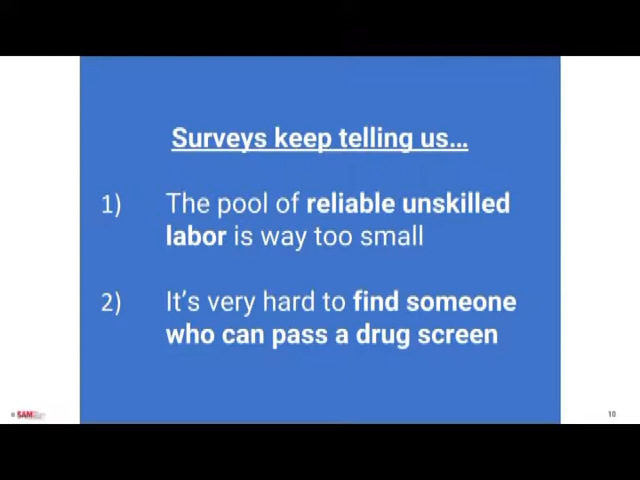 Surveys keep telling us…
1) The pool of reliable unskilled
labor is way too small
2) It’s very hard to find someone
who can pass a drug screen
SAM
10